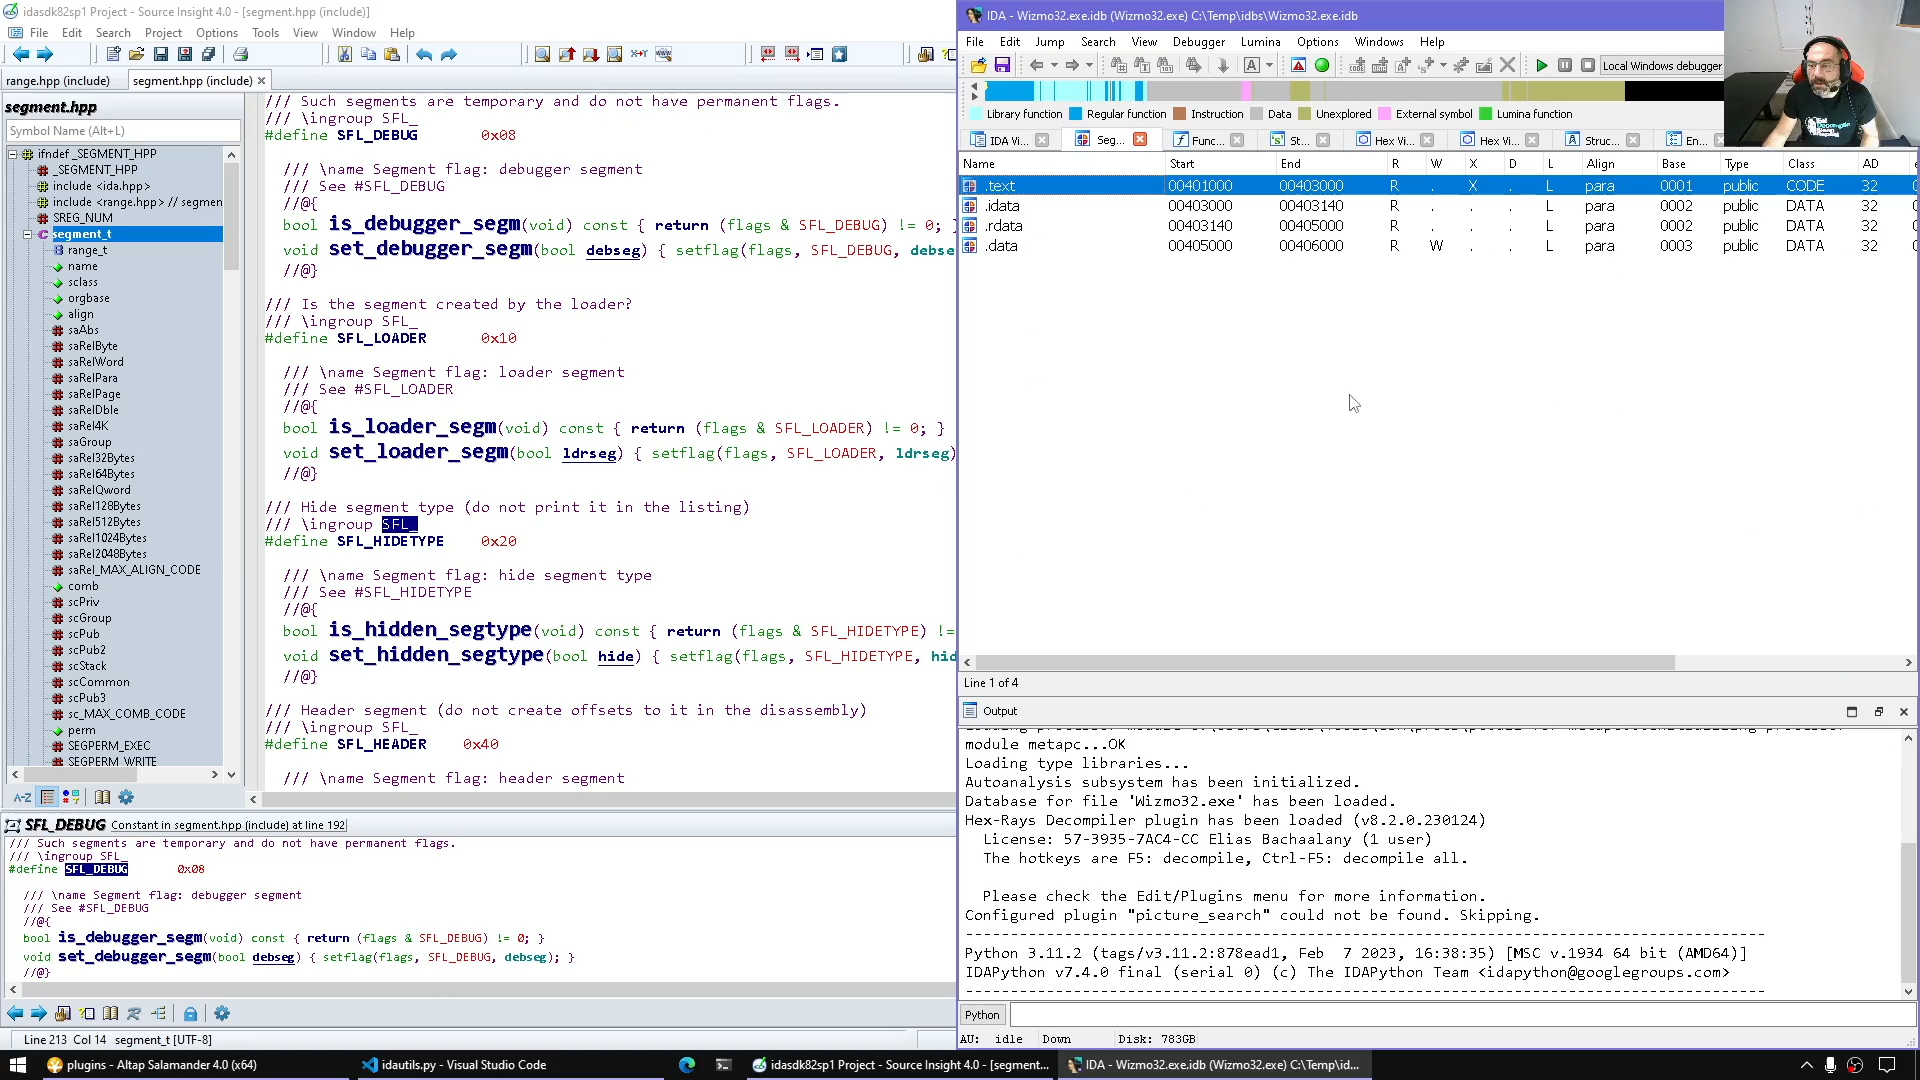 idasdk82sp1 Project - Source Insight 4.0 - [segment.hpp (include)]
File Edit Search Project Options Tools View Window Help
range.hpp (include)
segment.hpp (include)
segment.hpp
Symbol Name (Alt+L)
ifndef _SEGMENT_HPP
_SEGMENT_HPP
include <ida.hpp>
include <range.hpp> // segmen
SREG_NUM
segment_t
range_t
name
sclass
orgbase
align
saAbs
saRelByte
saRelWord
saRelPara
saRelPage
saRelDble
saRel4K
saGroup
saRel32Bytes
saRel64Bytes
saRelQword
saRel128Bytes
saRel512Bytes
saRel1024Bytes
saRel2048Bytes
saRel_MAX_ALIGN_CODE
comb
scPriv
scGroup
scPub
scPub2
scStack
scCommon
scPub3
sc_MAX_COMB_CODE
perm
SEGPERM_EXEC
SEGPERM_WRITE
/// Such segments are temporary and do not have permanent flags.
/// \ingroup SFL_
#define SFL_DEBUG 0x08
/// \name Segment flag: debugger segment
/// See #SFL_DEBUG
//@{
bool is_debugger_segm(void) const { return (flags & SFL_DEBUG) != 0; }
void set_debugger_segm(bool debseg) { setflag(flags, SFL_DEBUG, debse
//@}
/// Is the segment created by the loader?
/// \ingroup SFL_
#define SFL_LOADER 0x10
/// \name Segment flag: loader segment
/// See #SFL_LOADER
//@{
bool is_loader_segm(void) const { return (flags & SFL_LOADER) != 0; }
void set_loader_segm(bool ldrseg) { setflag(flags, SFL_LOADER, ldrseg)
//@}
/// Hide segment type (do not print it in the listing)
/// \ingroup SFL_
#define SFL_HIDETYPE 0x20
/// \name Segment flag: hide segment type
/// See #SFL_HIDETYPE
//@{
bool is_hidden_segtype(void) const { return (flags & SFL_HIDETYPE) !=
void set_hidden_segtype(bool hide) { setflag(flags, SFL_HIDETYPE, hid
//@}
/// Header segment (do not create offsets to it in the disassembly)
/// \ingroup SFL_
#define SFL_HEADER 0x40
/// \name Segment flag: header segment
A-Z
SFL_DEBUG Constant in segment.hpp (include) at line 192
/// Such segments are temporary and do not have permanent flags.
/// \ingroup SFL_
#define SFL_DEBUG 0x08
/// \name Segment flag: debugger segment
/// See #SFL_DEBUG
//@{
bool is_debugger_segm(void) const { return (flags & SFL_DEBUG) != 0; }
void set_debugger_segm(bool debseg) { setflag(flags, SFL_DEBUG, debseg); }
//@}
Line 213 Col 14 segment_t [UTF-8]
IDA - Wizmo32.exe.idb (Wizmo32.exe) C:\Temp\idbs\Wizmo32.exe.idb
File Edit Jump Search View Debugger Lumina Options Windows Help
Local Windows debugger
Library function Regular function Instruction Data Unexplored External symbol Lumina function
IDA Vi... Seg... Func... St... Hex Vi... Hex Vi... Struc... En...
Name Start End R W X D L Align Base Type Class AD
.text 00401000 00403000 R . X . L para 0001 public CODE 32
.idata 00403000 00403140 R . . . L para 0002 public DATA 32
.rdata 00403140 00405000 R . . . L para 0002 public DATA 32
.data 00405000 00406000 R W . . L para 0003 public DATA 32
Line 1 of 4
Output
module metapc...OK
Loading type libraries...
Autoanalysis subsystem has been initialized.
Database for file 'Wizmo32.exe' has been loaded.
Hex-Rays Decompiler plugin has been loaded (v8.2.0.230124)
License: 57-3935-7AC4-CC Elias Bachaalany (1 user)
The hotkeys are F5: decompile, Ctrl-F5: decompile all.
Please check the Edit/Plugins menu for more information.
Configured plugin "picture_search" could not be found. Skipping.
Python 3.11.2 (tags/v3.11.2:878ead1, Feb 7 2023, 16:38:35) [MSC v.1934 64 bit (AMD64)]
IDAPython v7.4.0 final (serial 0) (c) The IDAPython Team <idapython@googlegroups.com>
Python
AU: idle Down Disk: 783GB
plugins - Altap Salamander 4.0 (x64)
idautils.py - Visual Studio Code
idasdk82sp1 Project - Source Insight 4.0 - [segment...
IDA - Wizmo32.exe.idb (Wizmo32.exe) C:\Temp\id...